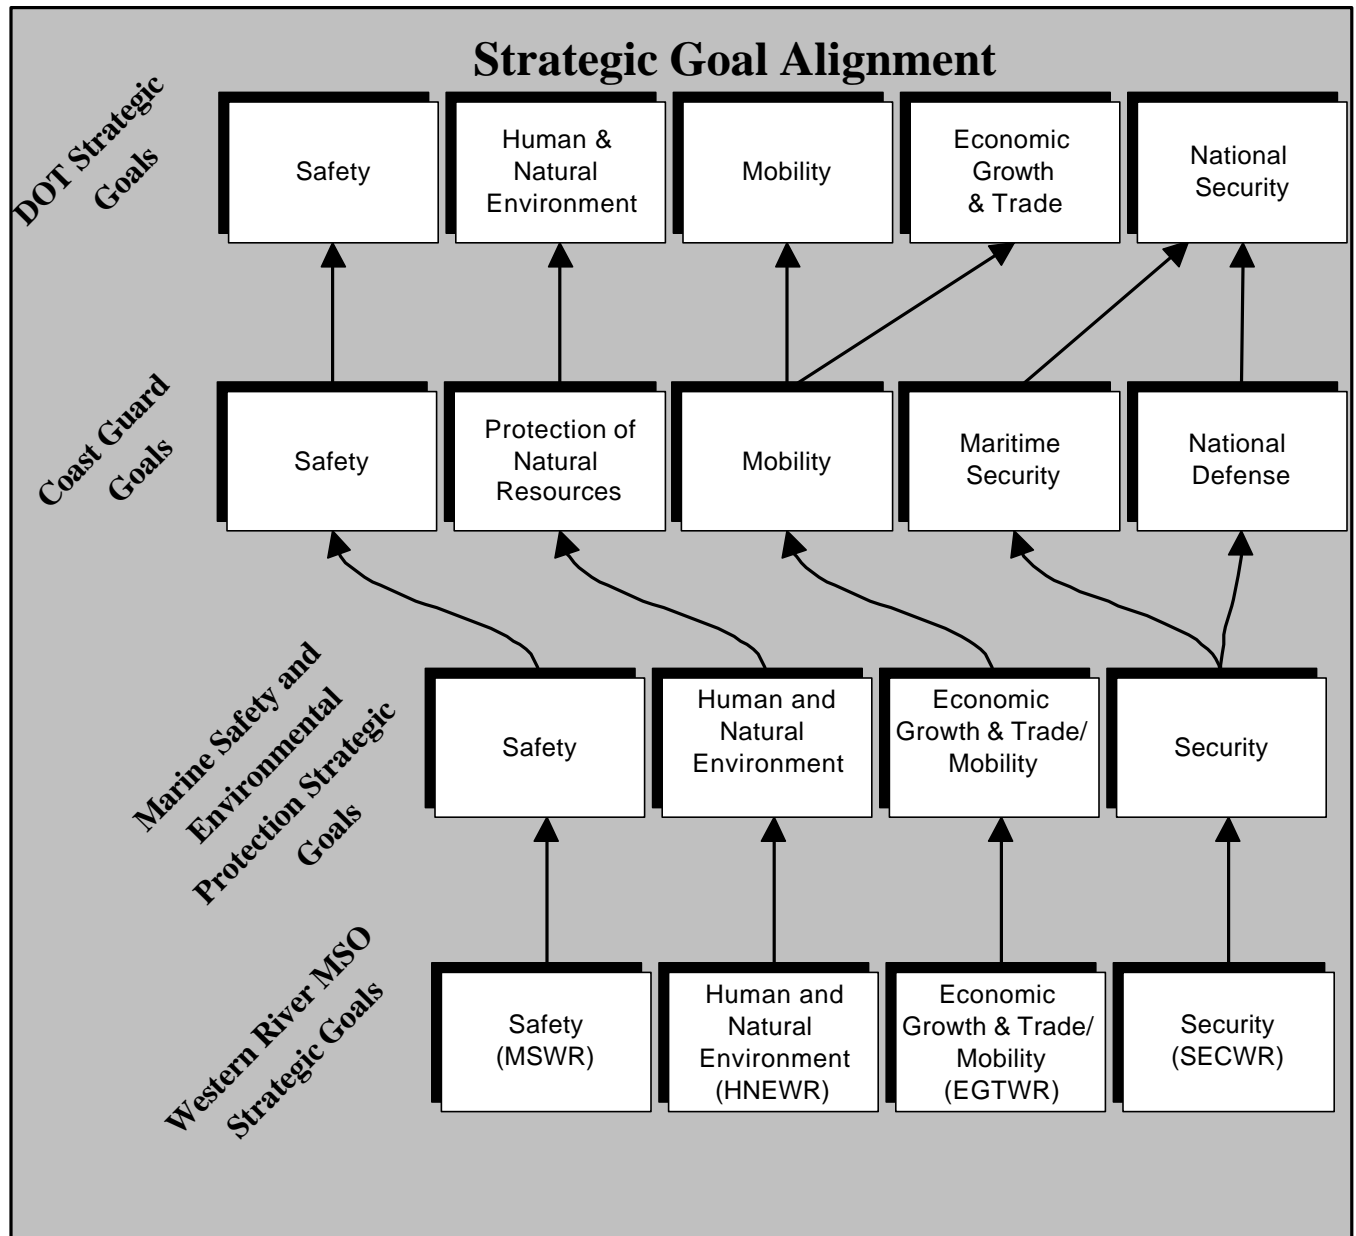 Strategic Goal Alignment
DOT Strategic
Goals
Safety
Human &
Natural
Environment
Mobility
Economic
Growth
& Trade
National
Security
Coast Guard
Goals
Safety
Protection of
Natural
Resources
Mobility
Maritime
Security
National
Defense
Marine Safety and
Environmental
Protection Strategic
Goals
Safety
Human and
Natural
Environment
Economic
Growth & Trade/
Mobility
Security
Western River MSO
Strategic Goals
Safety
(MSWR)
Human and
Natural
Environment
(HNEWR)
Economic
Growth & Trade/
Mobility
(EGTWR)
Security
(SECWR)